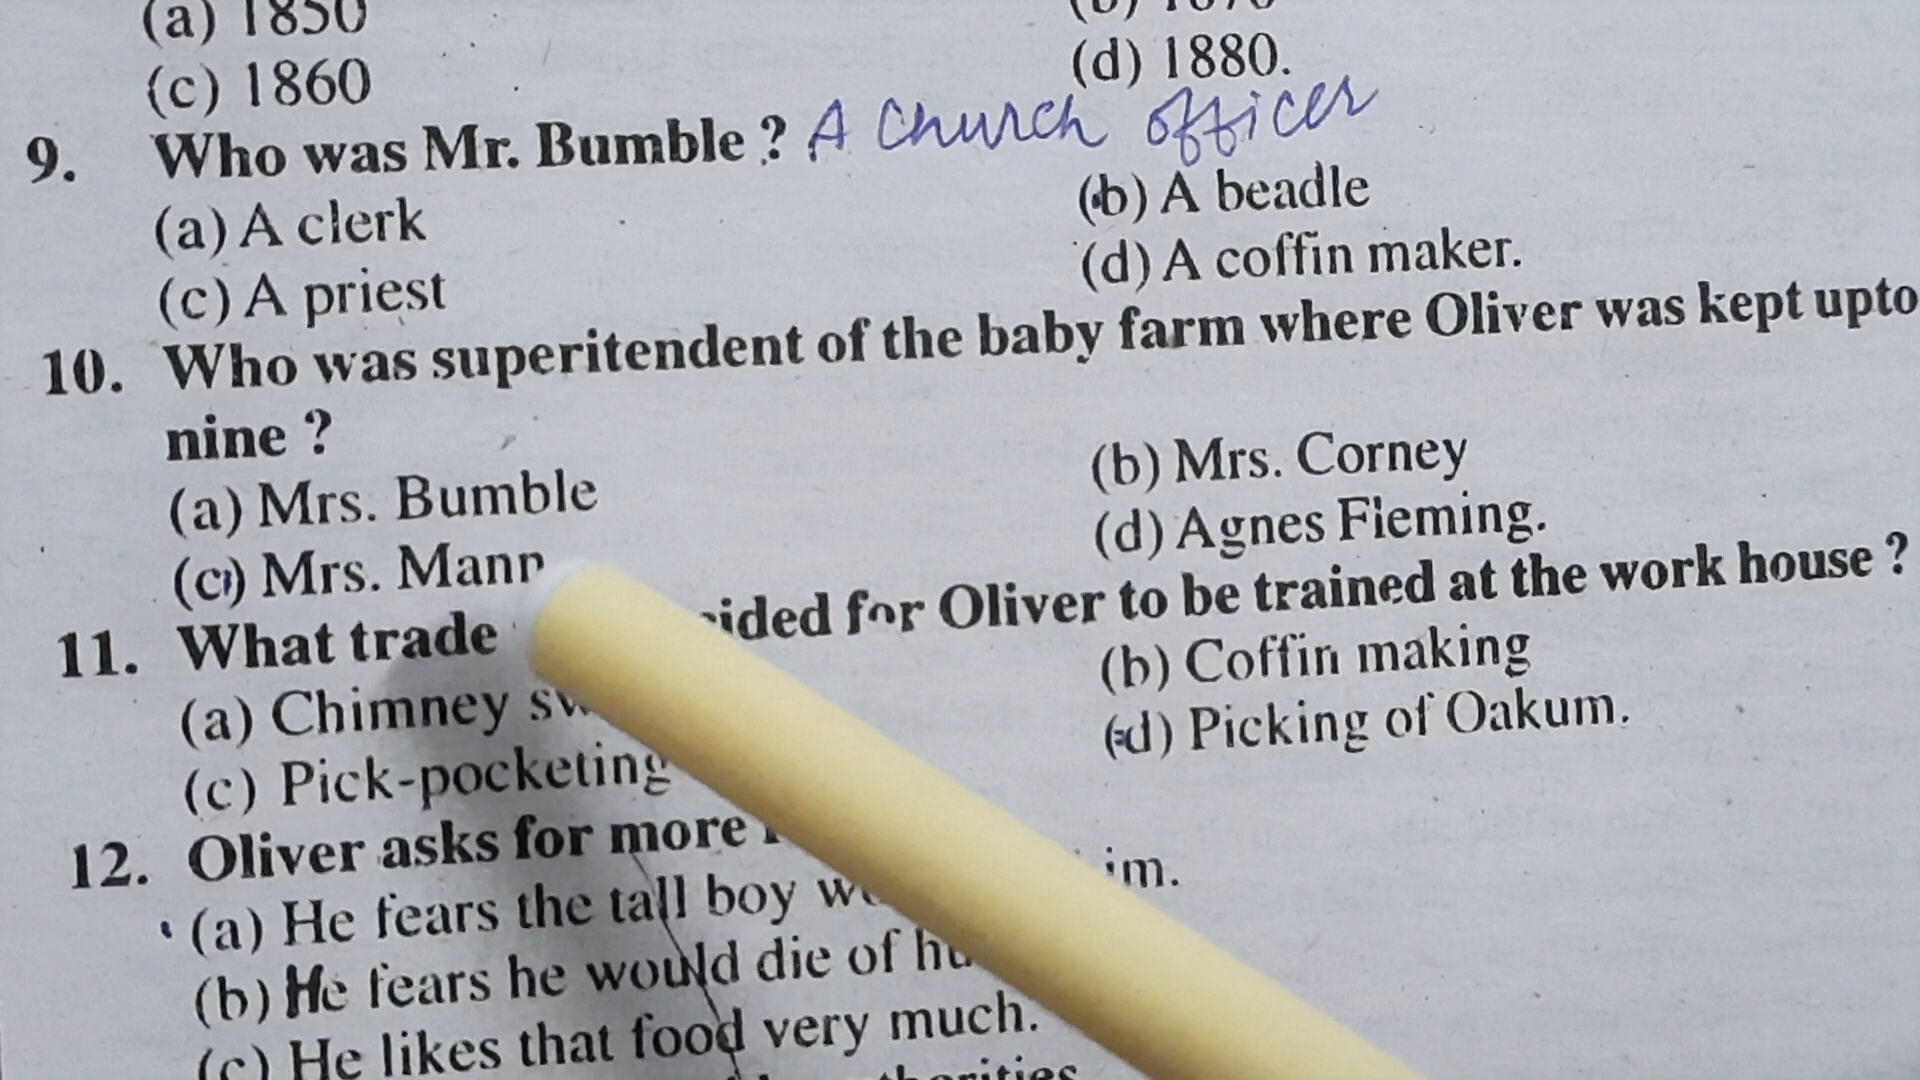 (a) 1850
(c) 1860 (d) 1880.
9. Who was Mr. Bumble ? A Church officer
(a) A clerk (b) A beadle
(c) A priest (d) A coffin maker.
10. Who was superitendent of the baby farm where Oliver was kept upto
nine ?
(a) Mrs. Bumble (b) Mrs. Corney
(c) Mrs. Mann (d) Agnes Fleming.
11. What trade for Oliver to be trained at the work house ?
(a) Chimney (b) Coffin making
(c) Pick-pocketing (d) Picking of Oakum.
12. Oliver asks for more
(a) He fears the tall boy
(b) He fears he would die of
(c) He likes that food very much.